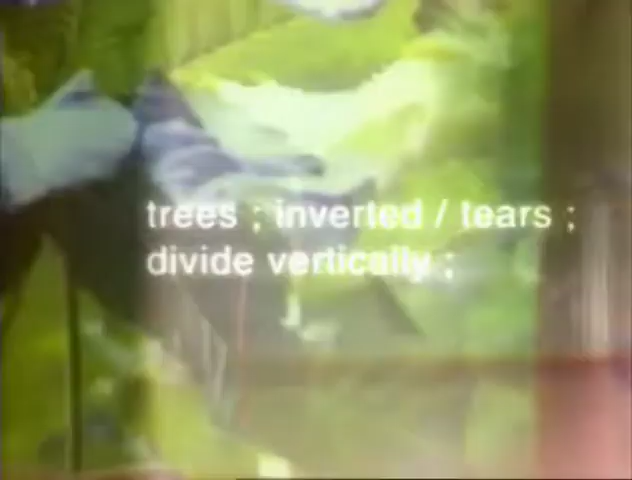 trees ; inverted / tears ;
divide vertically ;